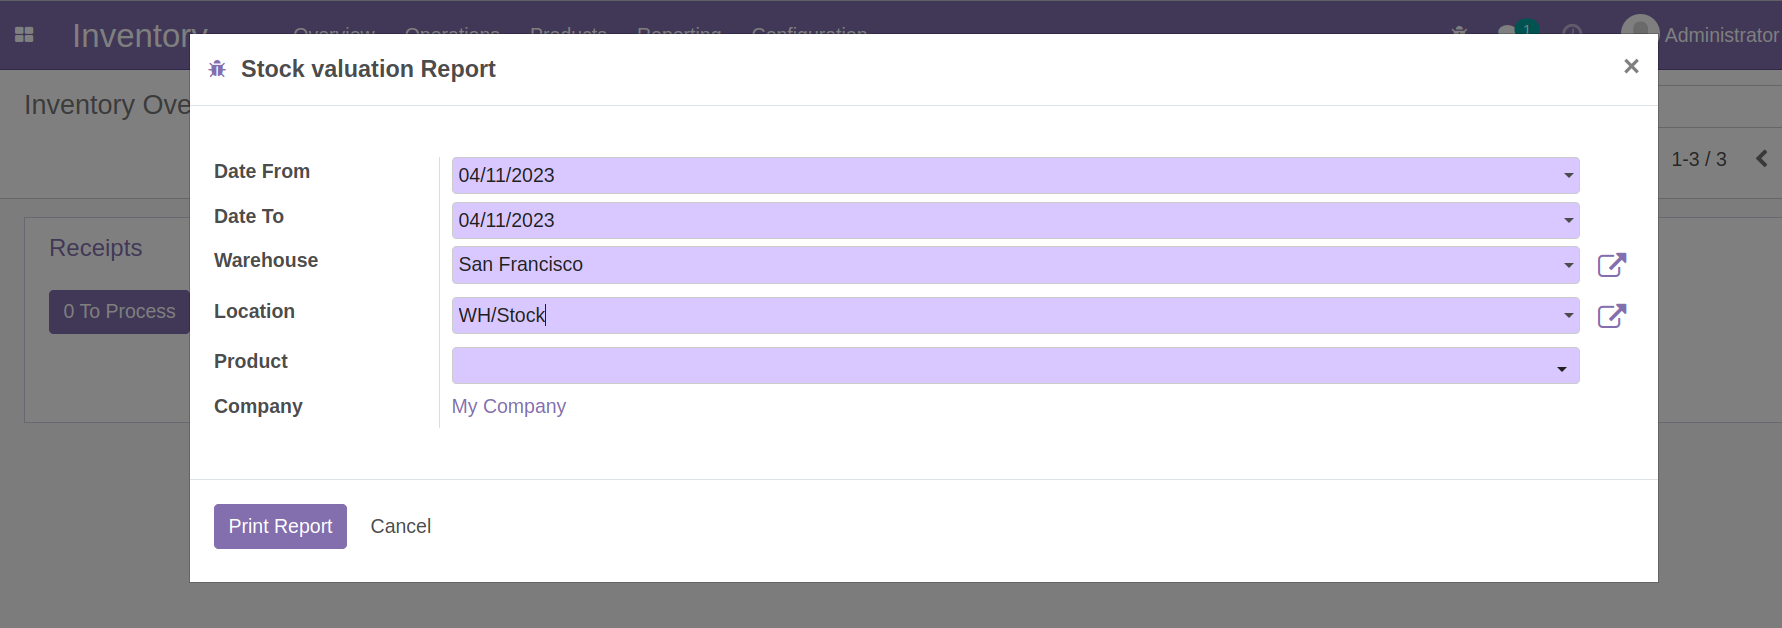 Inventory Overview Operations Products Reporting Configuration 1 Administrator
Stock valuation Report ×
Inventory Ove
1-3 / 3
Date From 04/11/2023
Date To 04/11/2023
Receipts
Warehouse San Francisco
0 To Process
Location WH/Stock
Product
Company My Company
Print Report Cancel